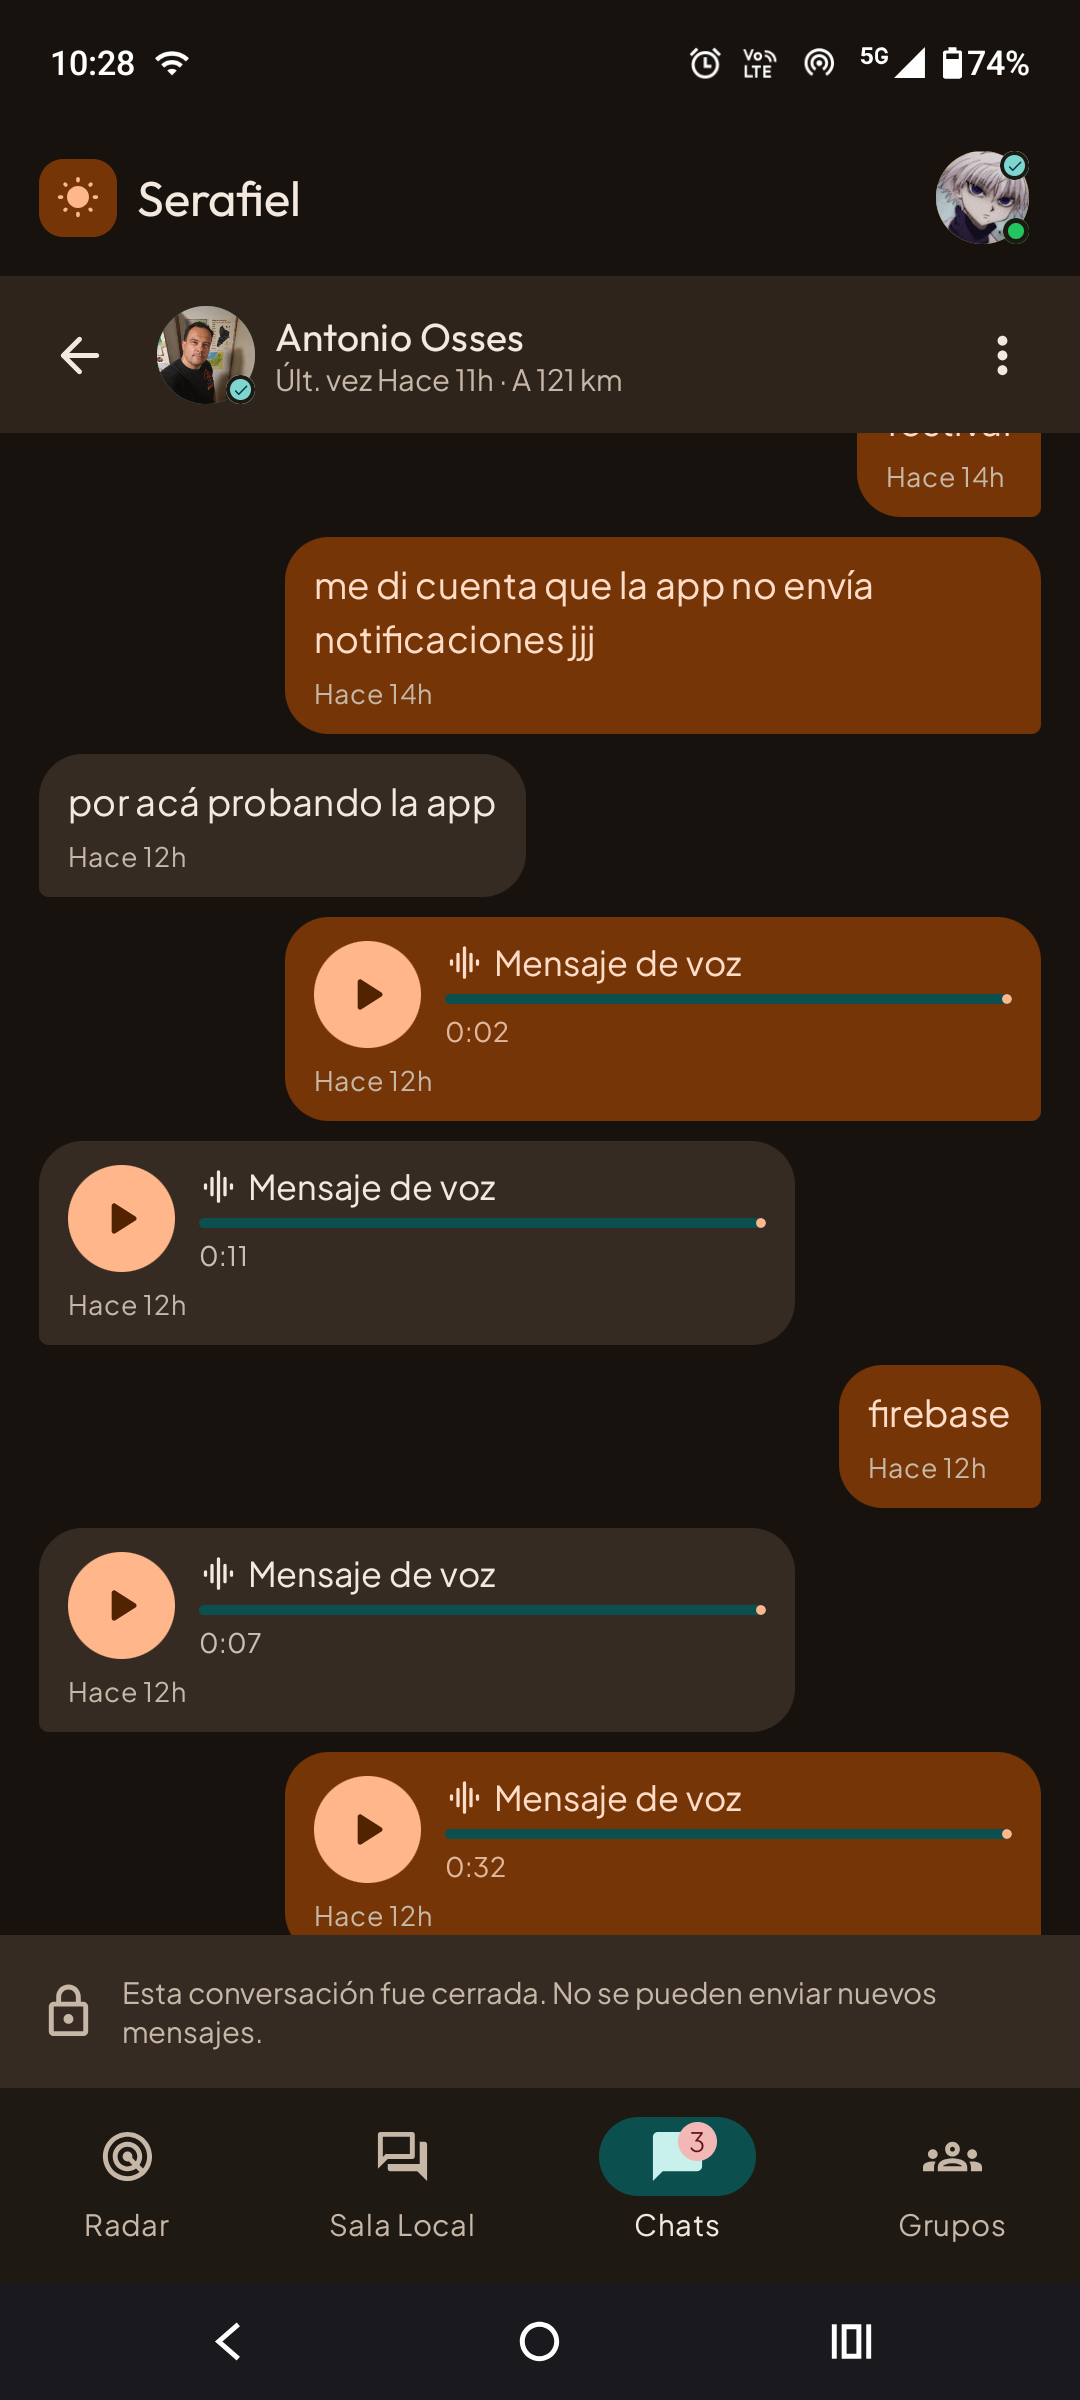 10:28
Vo LTE 5G 74%
Serafiel
Antonio Osses
Últ. vez Hace 11h · A 121 km
Hace 14h
me di cuenta que la app no envía
notificaciones jjj
Hace 14h
por acá probando la app
Hace 12h
Mensaje de voz
0:02
Hace 12h
Mensaje de voz
0:11
Hace 12h
firebase
Hace 12h
Mensaje de voz
0:07
Hace 12h
Mensaje de voz
0:32
Hace 12h
Esta conversación fue cerrada. No se pueden enviar nuevos
mensajes.
3
Radar
Sala Local
Chats
Grupos